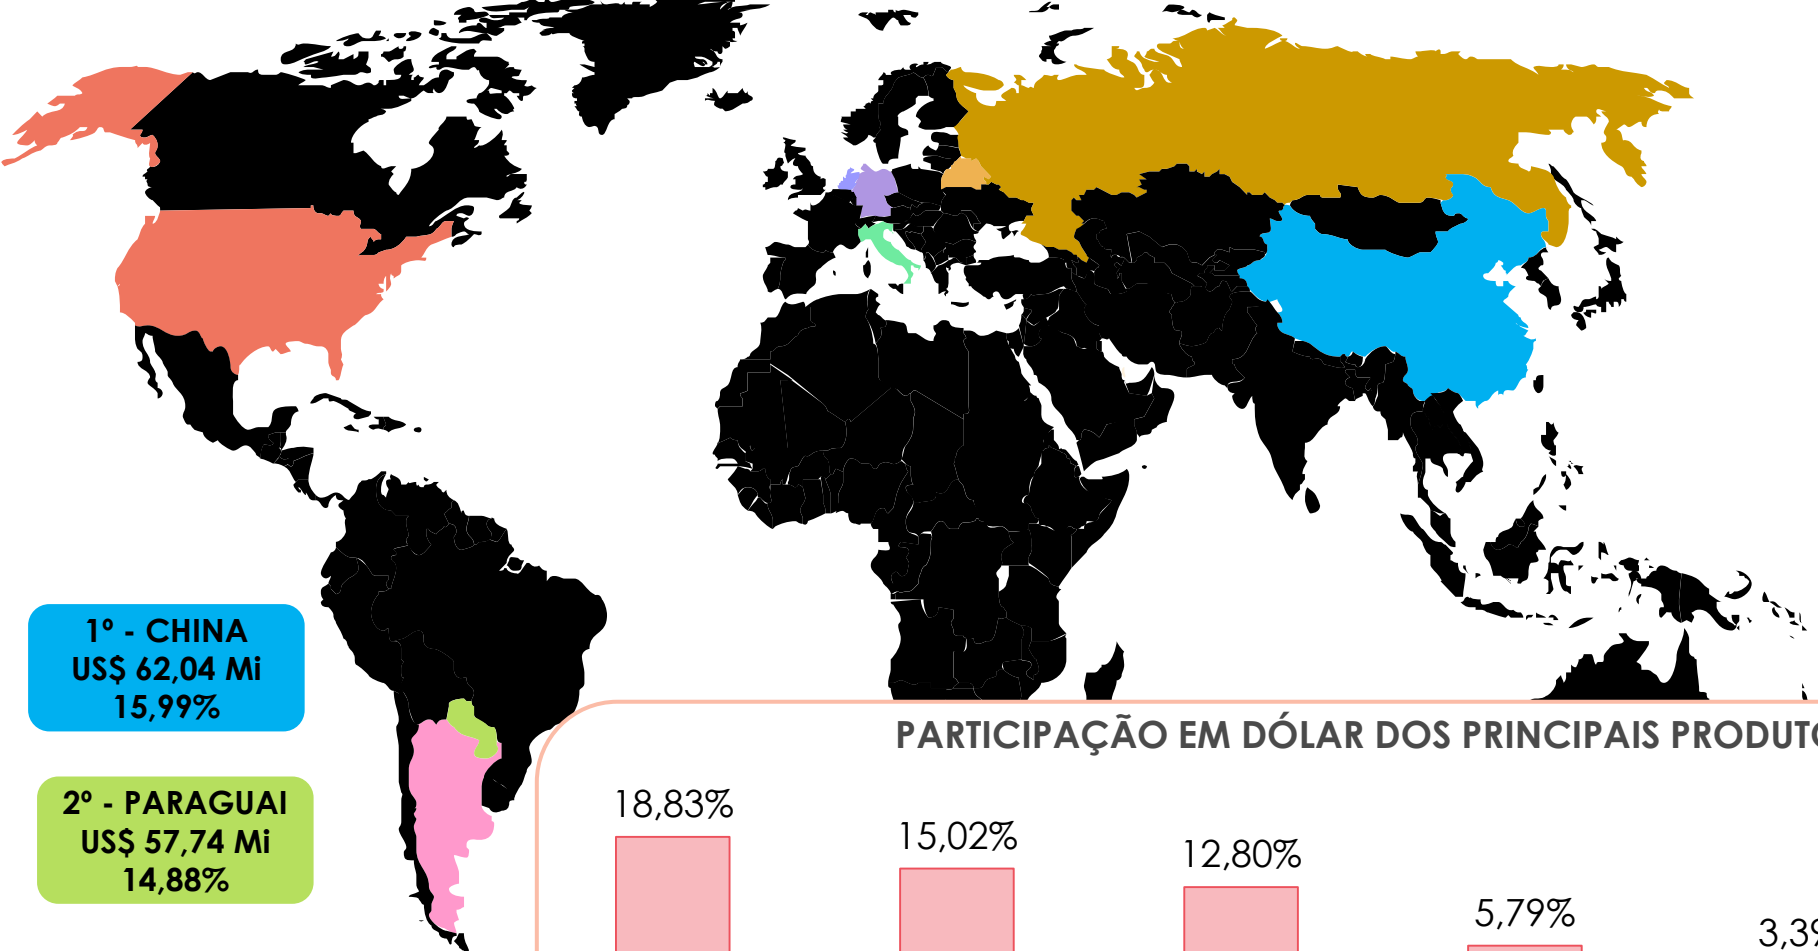 1º - CHINA
US$ 62,04 Mi
15,99%
2º - PARAGUAI
US$ 57,74 Mi
14,88%
PARTICIPAÇÃO EM DÓLAR DOS PRINCIPAIS
18,83%
15,02%
12,80%
5,79%